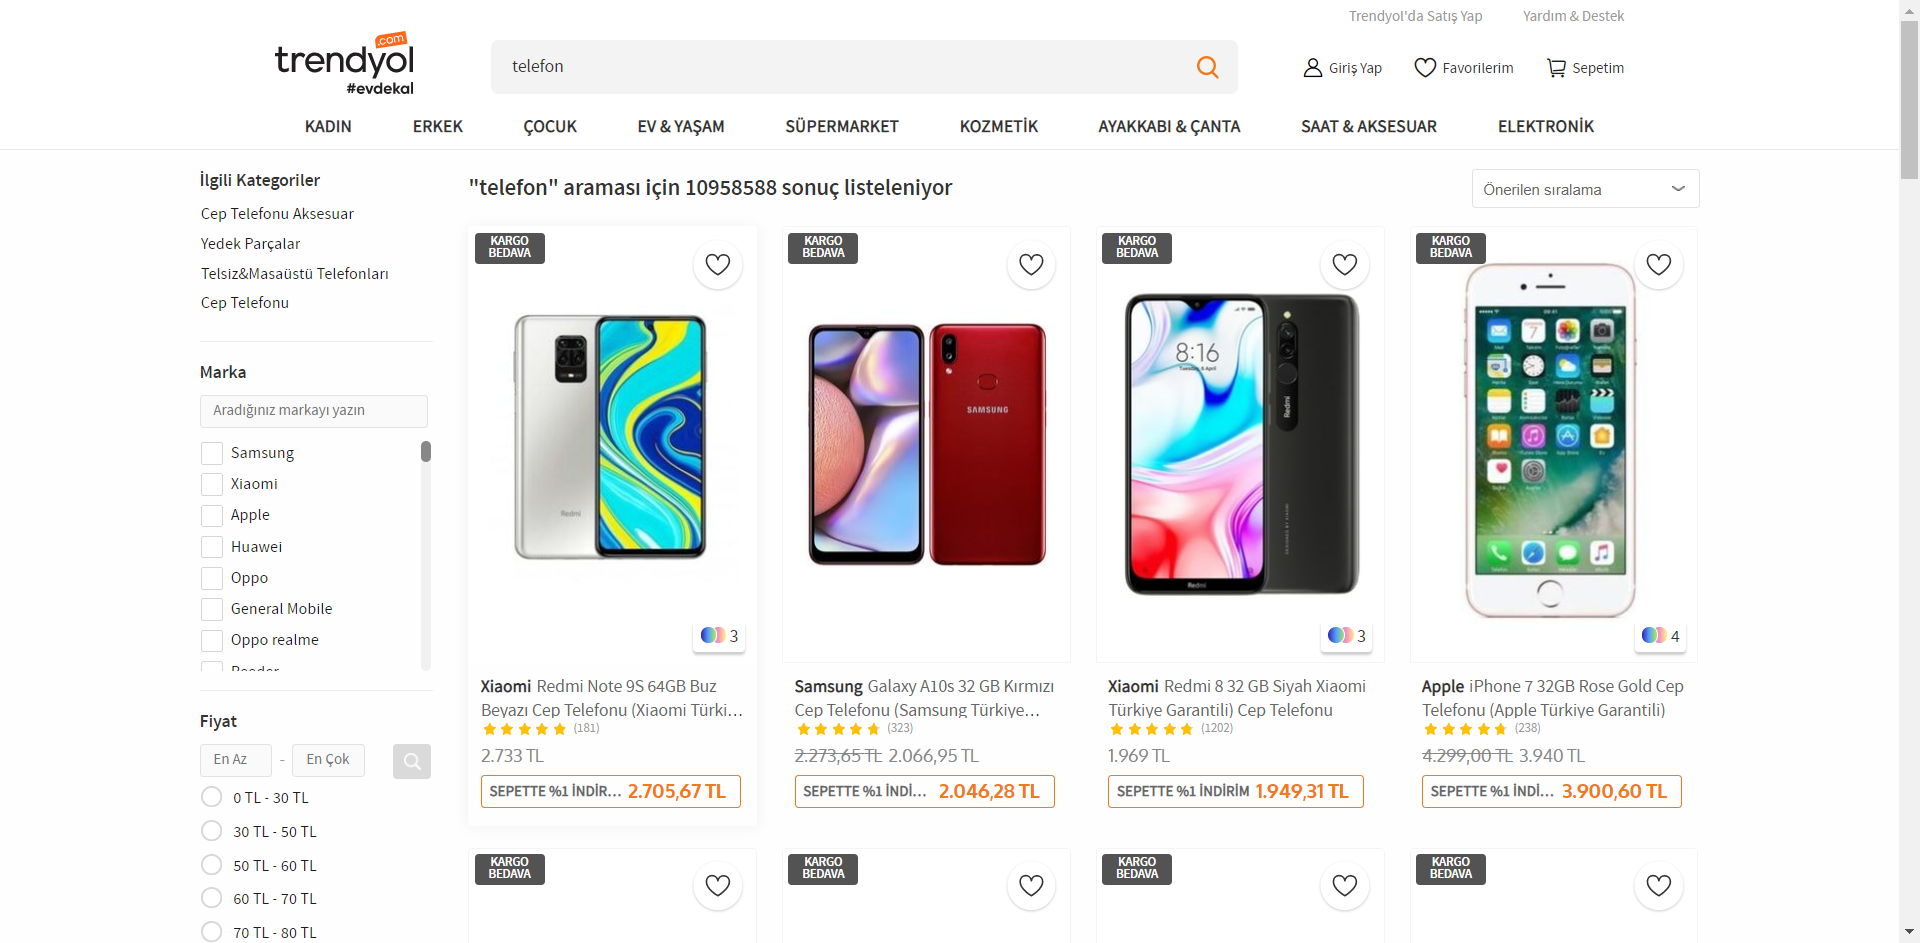 Trendyol'da Satış Yap
Yardım & Destek
.com
trendyol
#evdekal
telefon
Giriş Yap
Favorilerim
Sepetim
KADIN
ERKEK
ÇOCUK
EV & YAŞAM
SÜPERMARKET
KOZMETİK
AYAKKABI & ÇANTA
SAAT & AKSESUAR
ELEKTRONİK
İlgili Kategoriler
Cep Telefonu Aksesuar
Yedek Parçalar
Telsiz&Masaüstü Telefonları
Cep Telefonu
Marka
Aradığınız markayı yazın
Samsung
Xiaomi
Apple
Huawei
Oppo
General Mobile
Oppo realme
Reeder
Fiyat
En Az
-
En Çok
0 TL - 30 TL
30 TL - 50 TL
50 TL - 60 TL
60 TL - 70 TL
70 TL - 80 TL
"telefon" araması için 10958588 sonuç listeleniyor
Önerilen sıralama
KARGO
BEDAVA
Redmi
3
Xiaomi Redmi Note 9S 64GB Buz
Beyazı Cep Telefonu (Xiaomi Türki...
(181)
2.733 TL
SEPETTE %1 İNDİR... 2.705,67 TL
KARGO
BEDAVA
SAMSUNG
Samsung Galaxy A10s 32 GB Kırmızı
Cep Telefonu (Samsung Türkiye...
(323)
2.273,65 TL 2.066,95 TL
SEPETTE %1 İNDİ... 2.046,28 TL
KARGO
BEDAVA
8:16
Tuesday, 8 April
Redmi
Redmi
3
Xiaomi Redmi 8 32 GB Siyah Xiaomi
Türkiye Garantili) Cep Telefonu
(1202)
1.969 TL
SEPETTE %1 İNDİRİM 1.949,31 TL
KARGO
BEDAVA
4
Apple iPhone 7 32GB Rose Gold Cep
Telefonu (Apple Türkiye Garantili)
(238)
4.299,00 TL 3.940 TL
SEPETTE %1 İNDİ... 3.900,60 TL
KARGO
BEDAVA
KARGO
BEDAVA
KARGO
BEDAVA
KARGO
BEDAVA